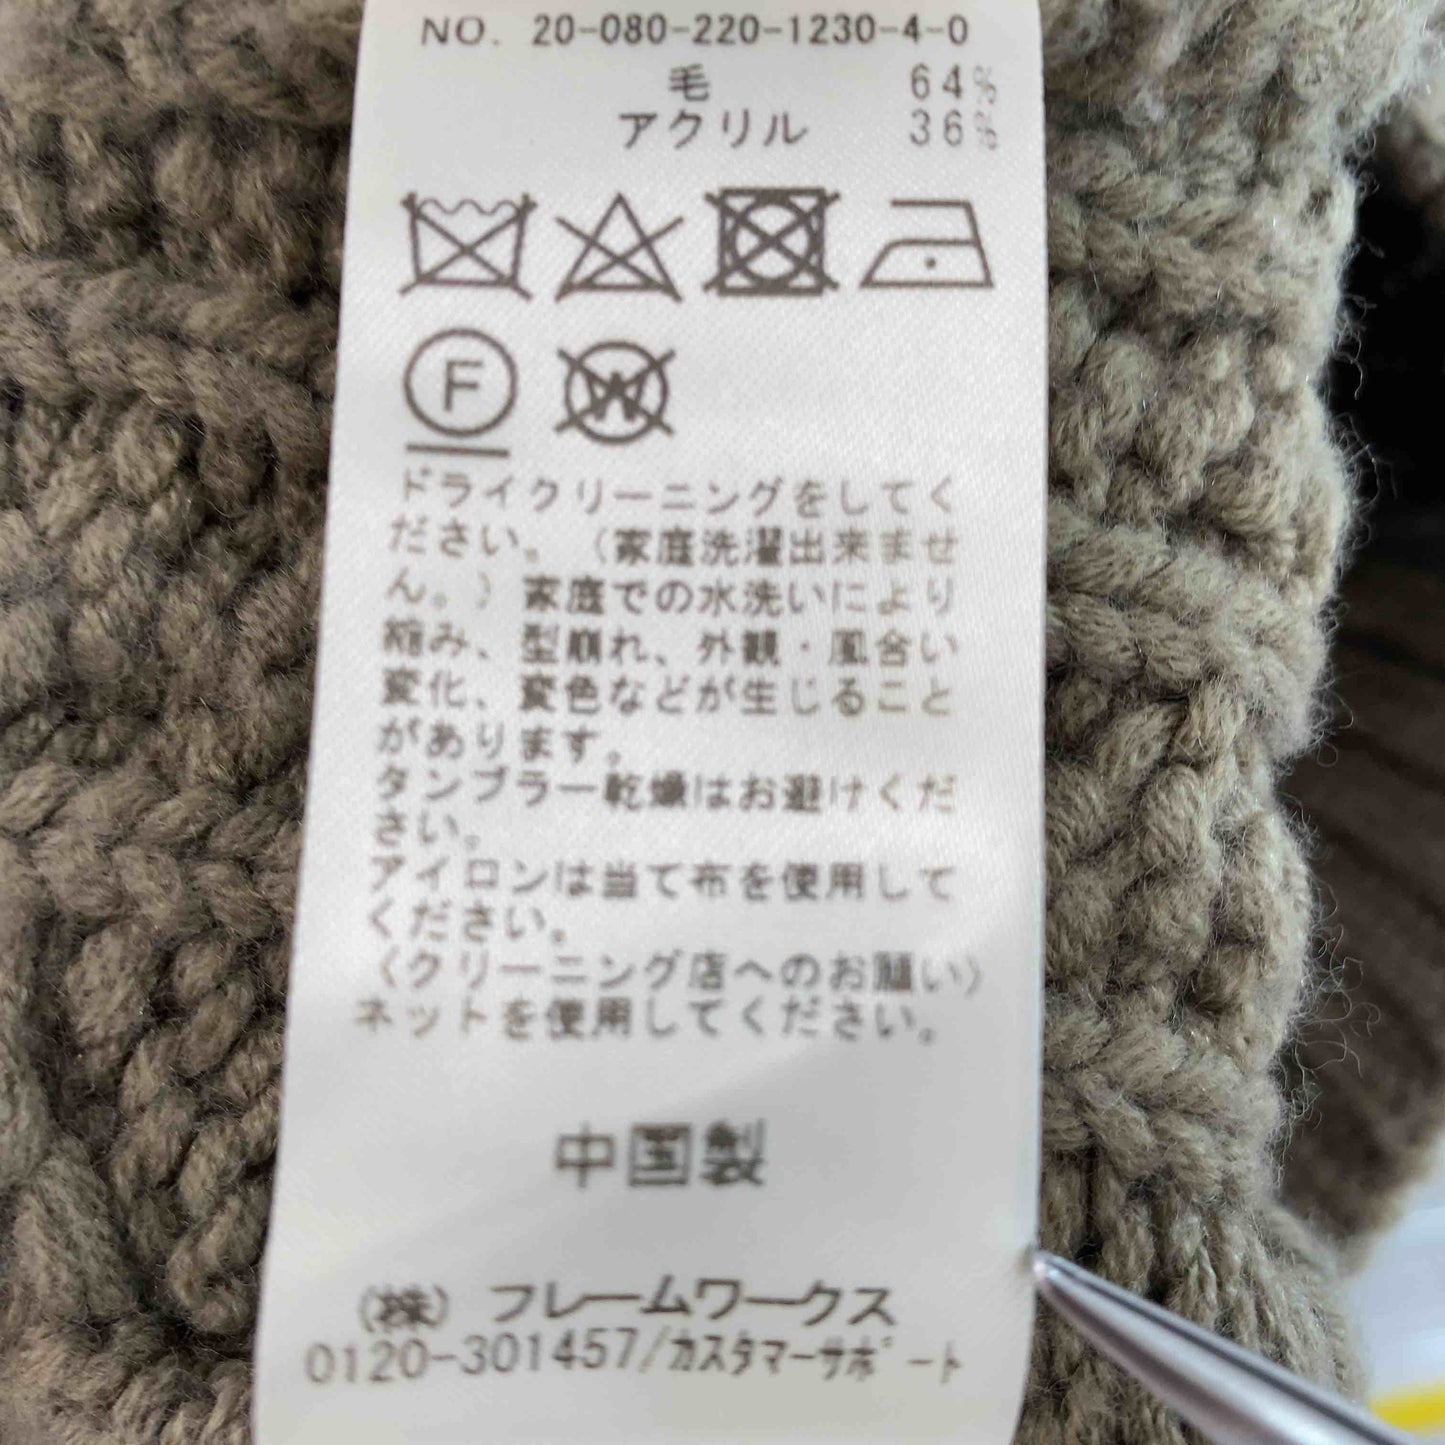 NO. 20-080-220-1230-4-0
毛 64%
アクリル 36%
F
W
ドライクリーニングをしてく
ださい。（家庭洗濯出来ませ
ん。）家庭での水洗いにより
縮み、型崩れ、外観・風合い
変化、変色などが生じること
があります。
タンブラー乾燥はお避けくだ
さい。
アイロンは当て布を使用して
ください。
〈クリーニング店へのお願い〉
ネットを使用してください。
中国製
(株) フレームワークス
0120-301457/カスタマーサポート